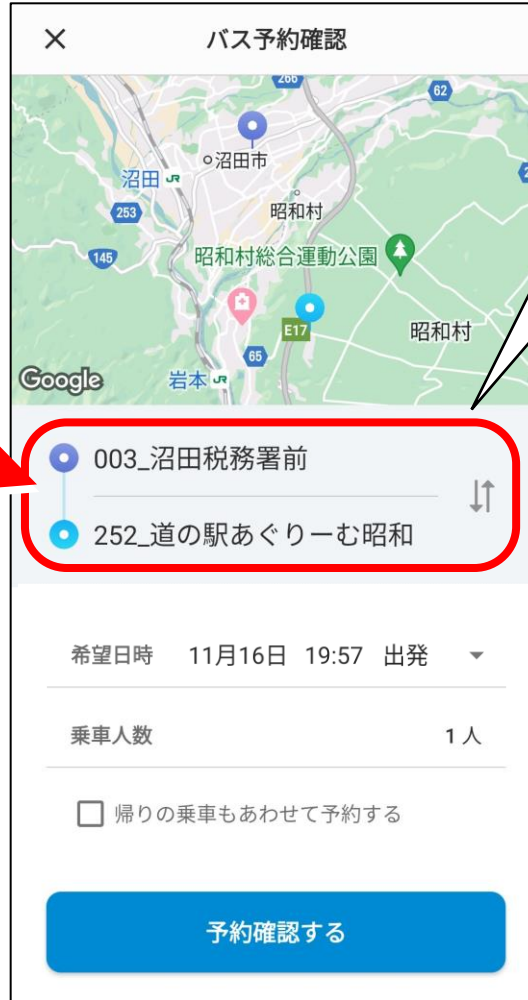 × バス予約確認
266
62
沼田市
沼田 JR
253
昭和村
145
昭和村総合運動公園
E17
昭和村
65
Google
岩本 JR
003_沼田税務署前
252_道の駅あぐりーむ昭和
希望日時 11月16日 19:57 出発
乗車人数 1人
帰りの乗車もあわせて予約する
予約確認する